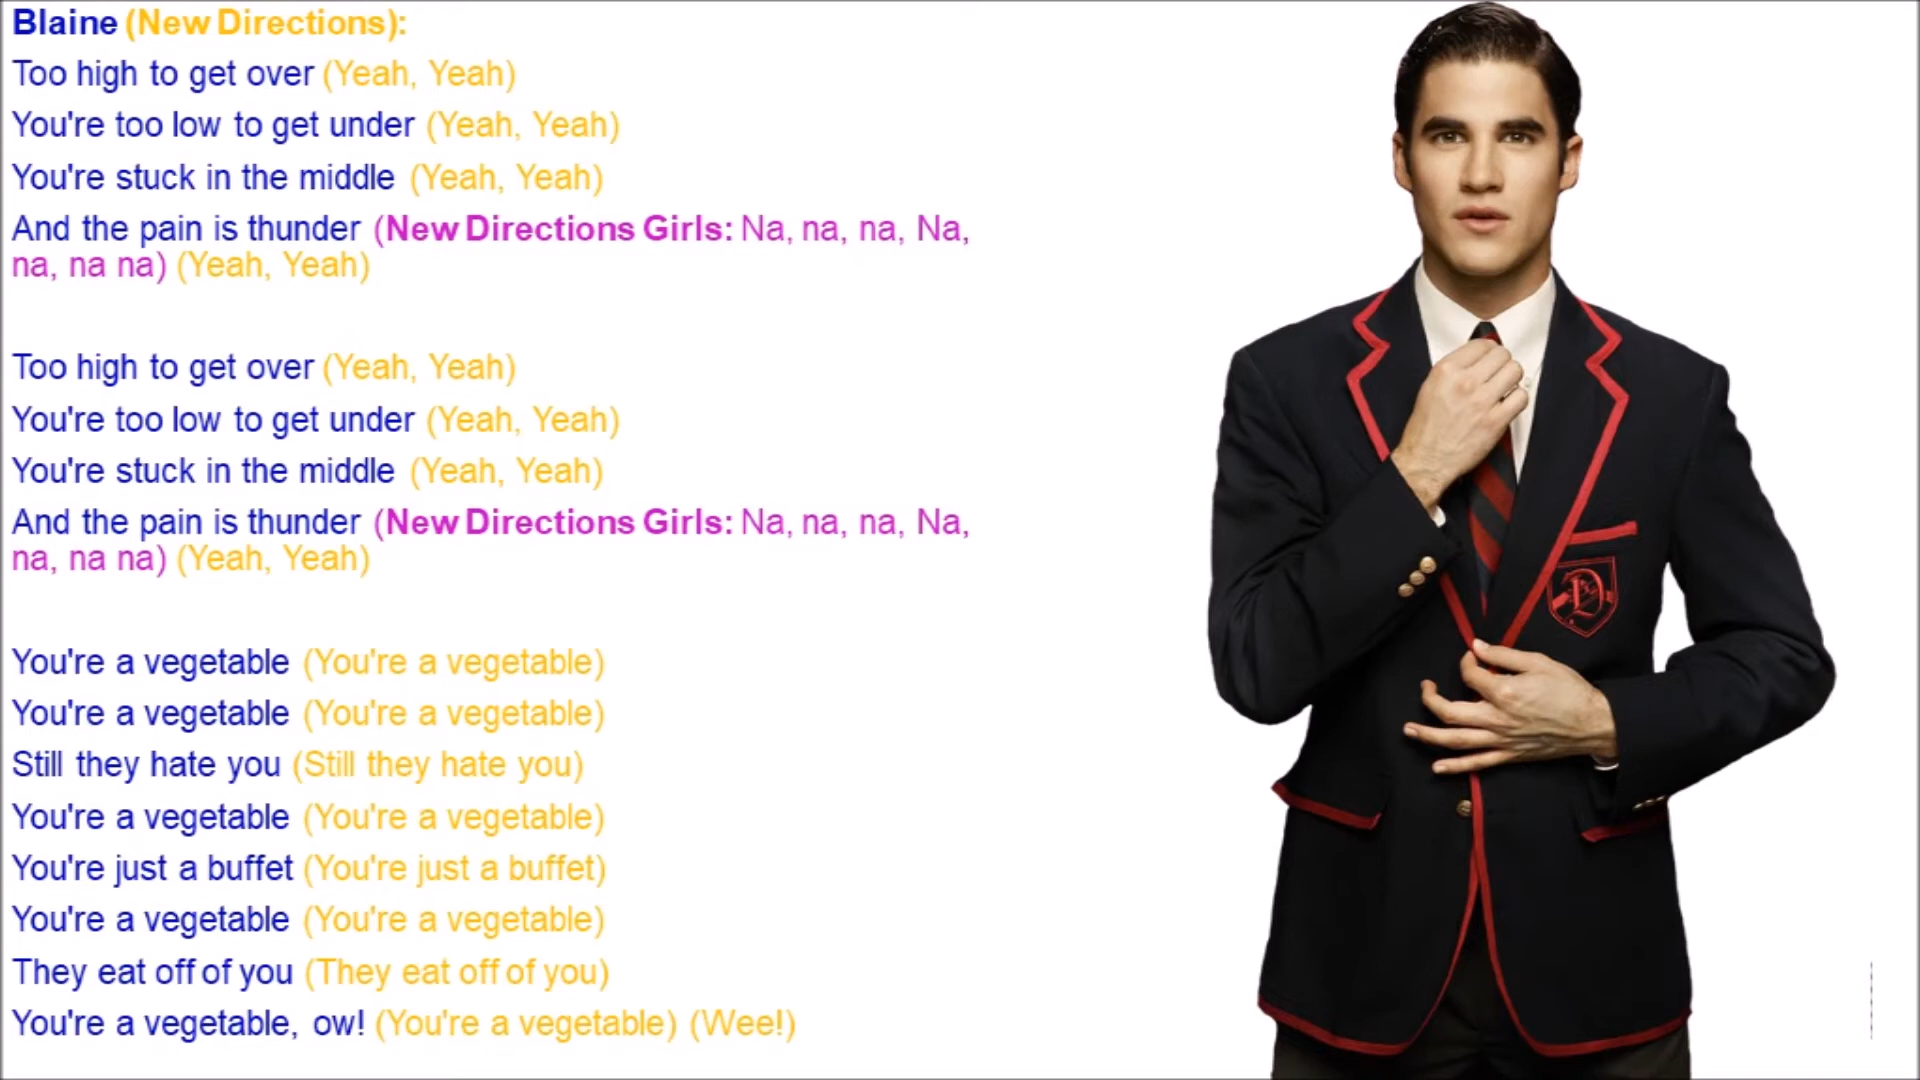 Blaine (New Directions):
Too high to get over (Yeah, Yeah)
You're too low to get under (Yeah, Yeah)
You're stuck in the middle (Yeah, Yeah)
And the pain is thunder (New Directions Girls: Na, na, na, Na,
na, na na) (Yeah, Yeah)
Too high to get over (Yeah, Yeah)
You're too low to get under (Yeah, Yeah)
You're stuck in the middle (Yeah, Yeah)
And the pain is thunder (New Directions Girls: Na, na, na, Na,
na, na na) (Yeah, Yeah)
You're a vegetable (You're a vegetable)
You're a vegetable (You're a vegetable)
Still they hate you (Still they hate you)
You're a vegetable (You're a vegetable)
You're just a buffet (You're just a buffet)
You're a vegetable (You're a vegetable)
They eat off of you (They eat off of you)
You're a vegetable, ow! (You're a vegetable) (Wee!)
D